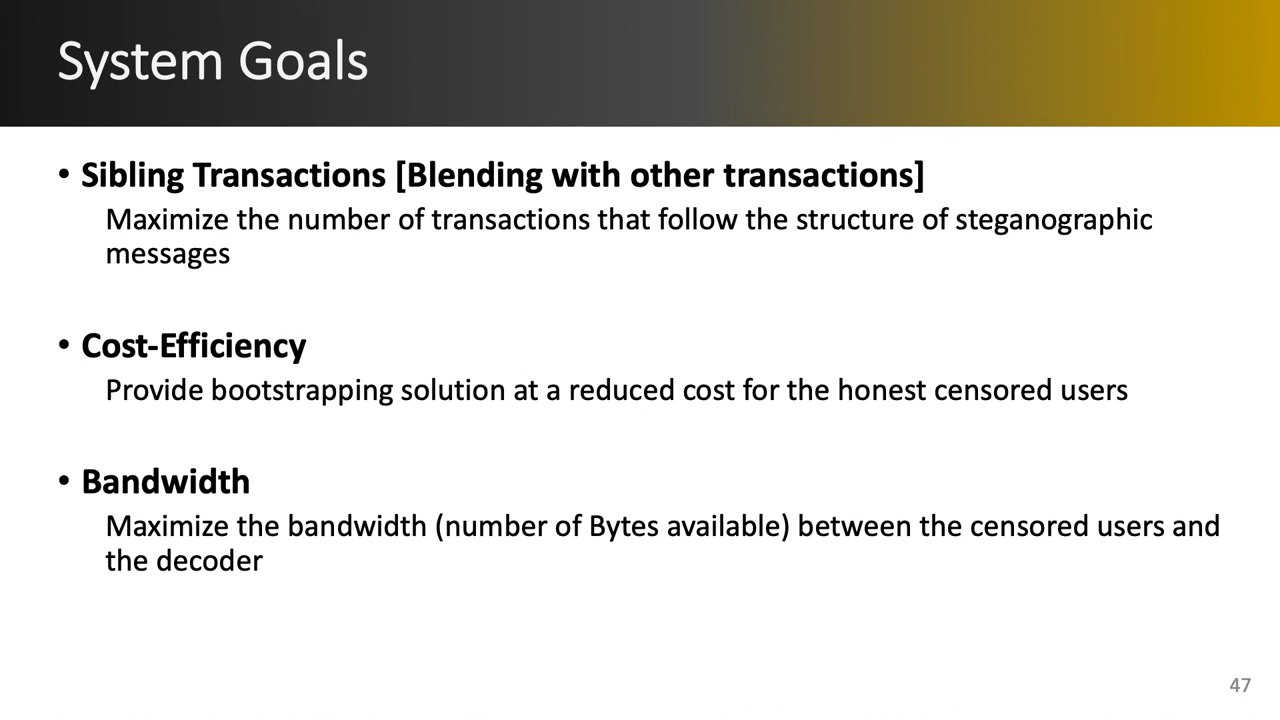 System Goals
• Sibling Transactions [Blending with other transactions]
Maximize the number of transactions that follow the structure of steganographic
messages
• Cost-Efficiency
Provide bootstrapping solution at a reduced cost for the honest censored users
• Bandwidth
Maximize the bandwidth (number of Bytes available) between the censored users and
the decoder
47